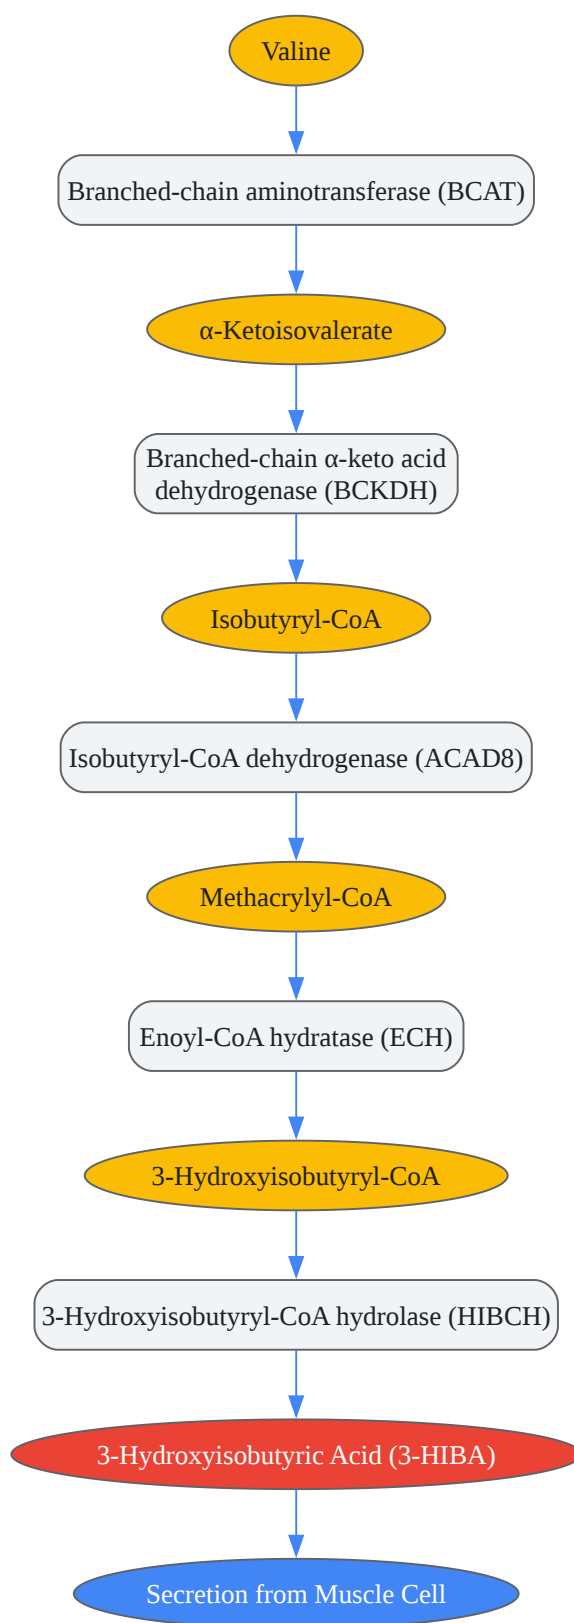 Valine
Branched-chain aminotransferase (BCAT)
α-Ketoisovalerate
Branched-chain α-keto acid
dehydrogenase (BCKDH)
Isobutyryl-CoA
Isobutyryl-CoA dehydrogenase (ACAD8)
Methacrylyl-CoA
Enoyl-CoA hydratase (ECH)
3-Hydroxyisobutyryl-CoA
3-Hydroxyisobutyryl-CoA hydrolase (HIBCH)
3-Hydroxyisobutyric Acid (3-HIBA)
Secretion from Muscle Cell